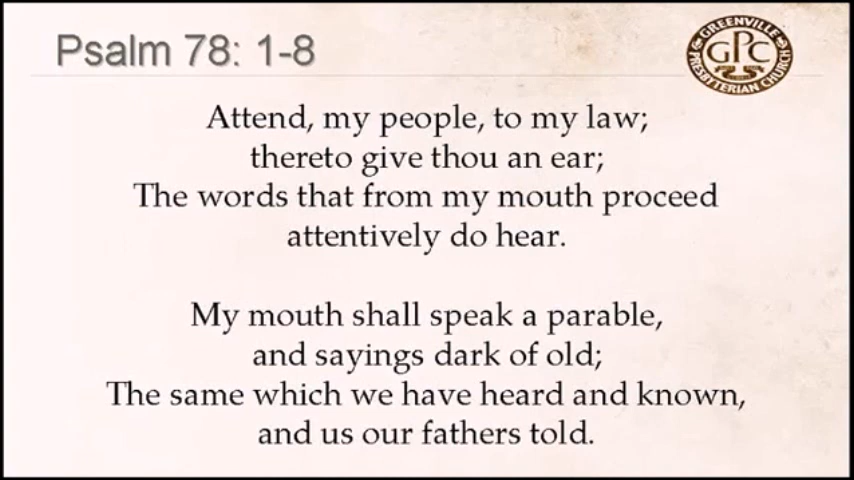 Psalm 78: 1-8
GREENVILLE
GPC
PRESBYTERIAN CHURCH
Attend, my people, to my law;
thereto give thou an ear;
The words that from my mouth proceed
attentively do hear.
My mouth shall speak a parable,
and sayings dark of old;
The same which we have heard and known,
and us our fathers told.